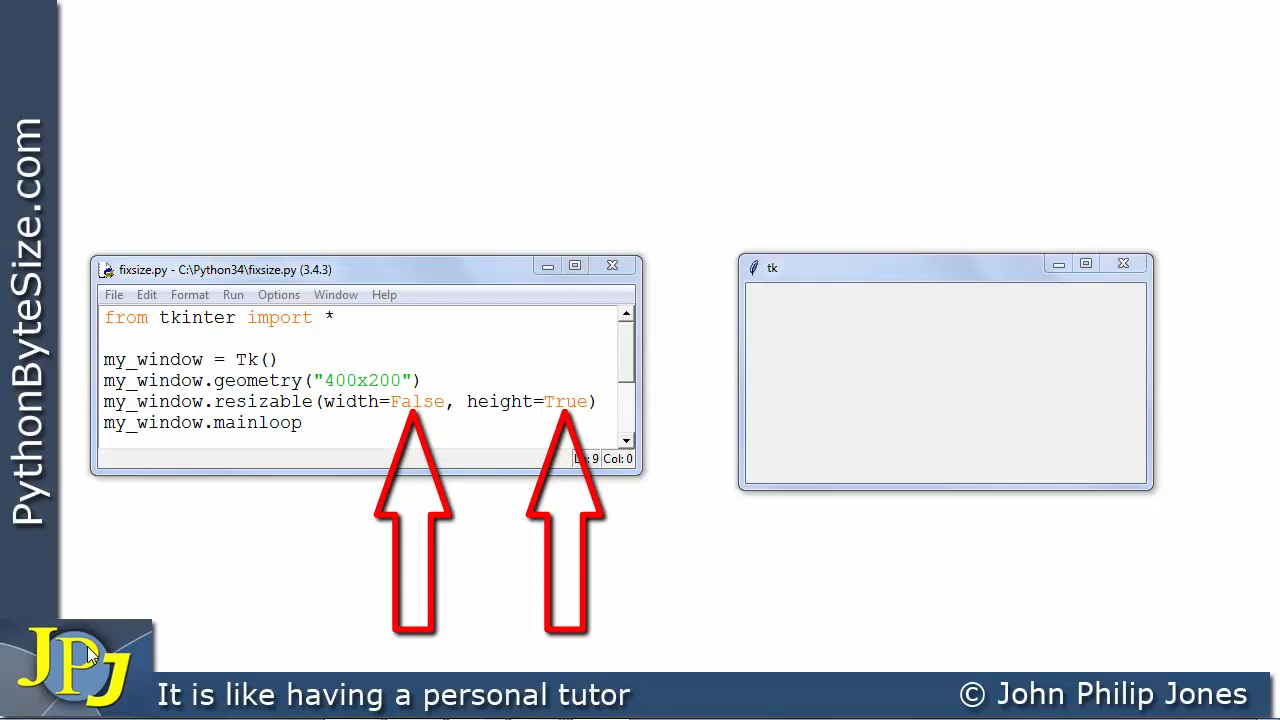 PythonByteSize.com
fixsize.py - C:\Python34\fixsize.py (3.4.3)
File Edit Format Run Options Window Help
from tkinter import *
my_window = Tk()
my_window.geometry("400x200")
my_window.resizable(width=False, height=True)
my_window.mainloop
Ln: 9 Col: 0
tk
JPJ
It is like having a personal tutor
© John Philip Jones